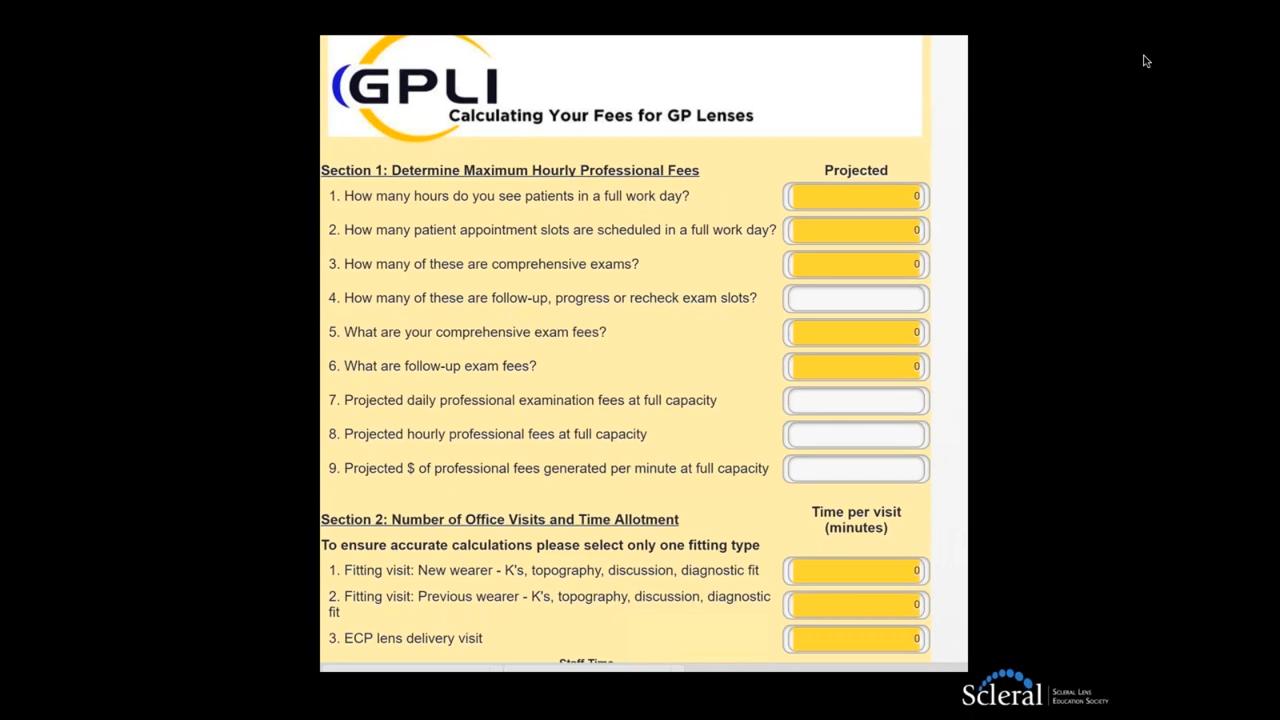 GPLI
Calculating Your Fees for GP Lenses
Section 1: Determine Maximum Hourly Professional Fees
Projected
1. How many hours do you see patients in a full work day?
0
2. How many patient appointment slots are scheduled in a full work day?
0
3. How many of these are comprehensive exams?
0
4. How many of these are follow-up, progress or recheck exam slots?
5. What are your comprehensive exam fees?
0
6. What are follow-up exam fees?
0
7. Projected daily professional examination fees at full capacity
8. Projected hourly professional fees at full capacity
9. Projected $ of professional fees generated per minute at full capacity
Section 2: Number of Office Visits and Time Allotment
Time per visit
(minutes)
To ensure accurate calculations please select only one fitting type
1. Fitting visit: New wearer - K's, topography, discussion, diagnostic fit
0
2. Fitting visit: Previous wearer - K's, topography, discussion, diagnostic
fit
0
3. ECP lens delivery visit
0
Staff Time
Scleral
Scleral Lens
Education Society